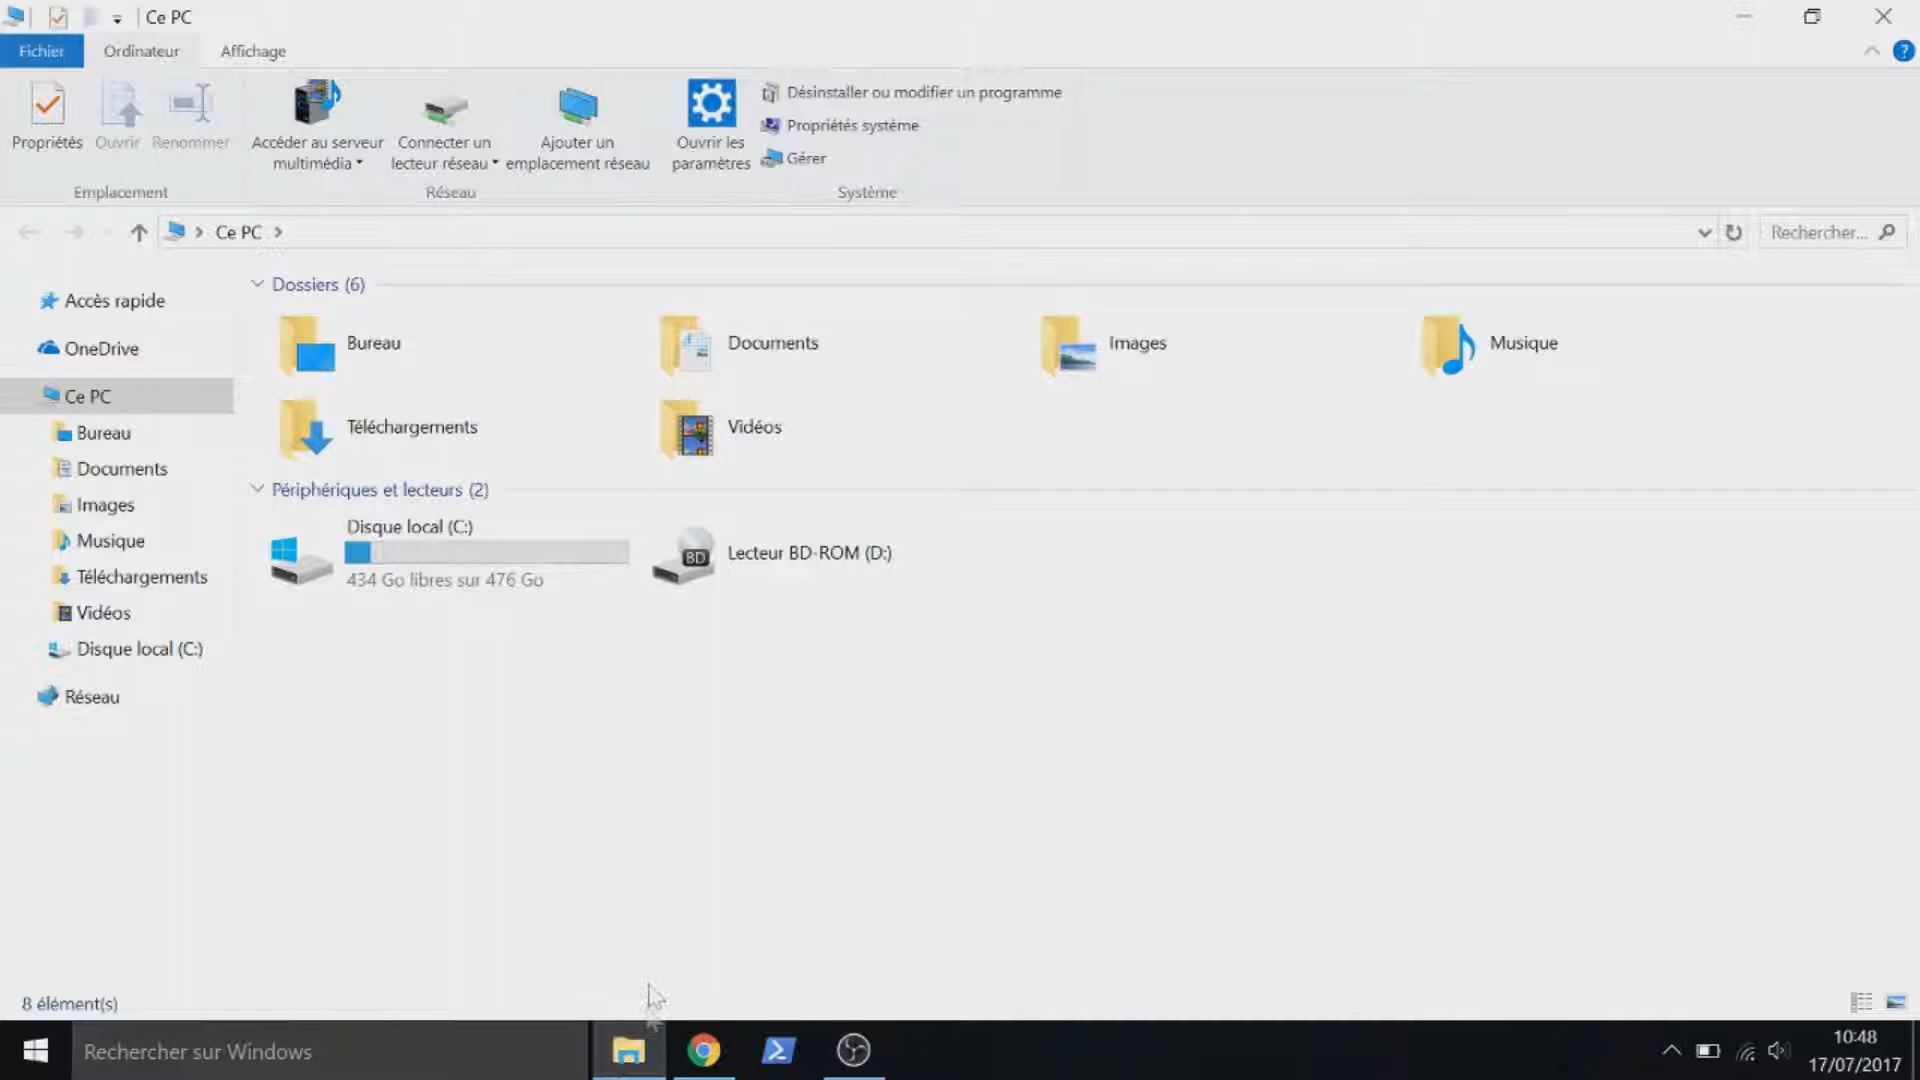 Ce PC
Fichier
Ordinateur
Affichage
?
Propriétés
Ouvrir
Renommer
Emplacement
Accéder au serveur
multimédia
Connecter un
lecteur réseau
Ajouter un
emplacement réseau
Réseau
Ouvrir les
paramètres
Désinstaller ou modifier un programme
Propriétés système
Gérer
Système
Ce PC
Rechercher...
Accès rapide
OneDrive
Ce PC
Bureau
Documents
Images
Musique
Téléchargements
Vidéos
Disque local (C:)
Réseau
Dossiers (6)
Bureau
Documents
Images
Musique
Téléchargements
Vidéos
Périphériques et lecteurs (2)
Disque local (C:)
434 Go libres sur 476 Go
BD
Lecteur BD-ROM (D:)
8 élément(s)
Rechercher sur Windows
10:48
17/07/2017